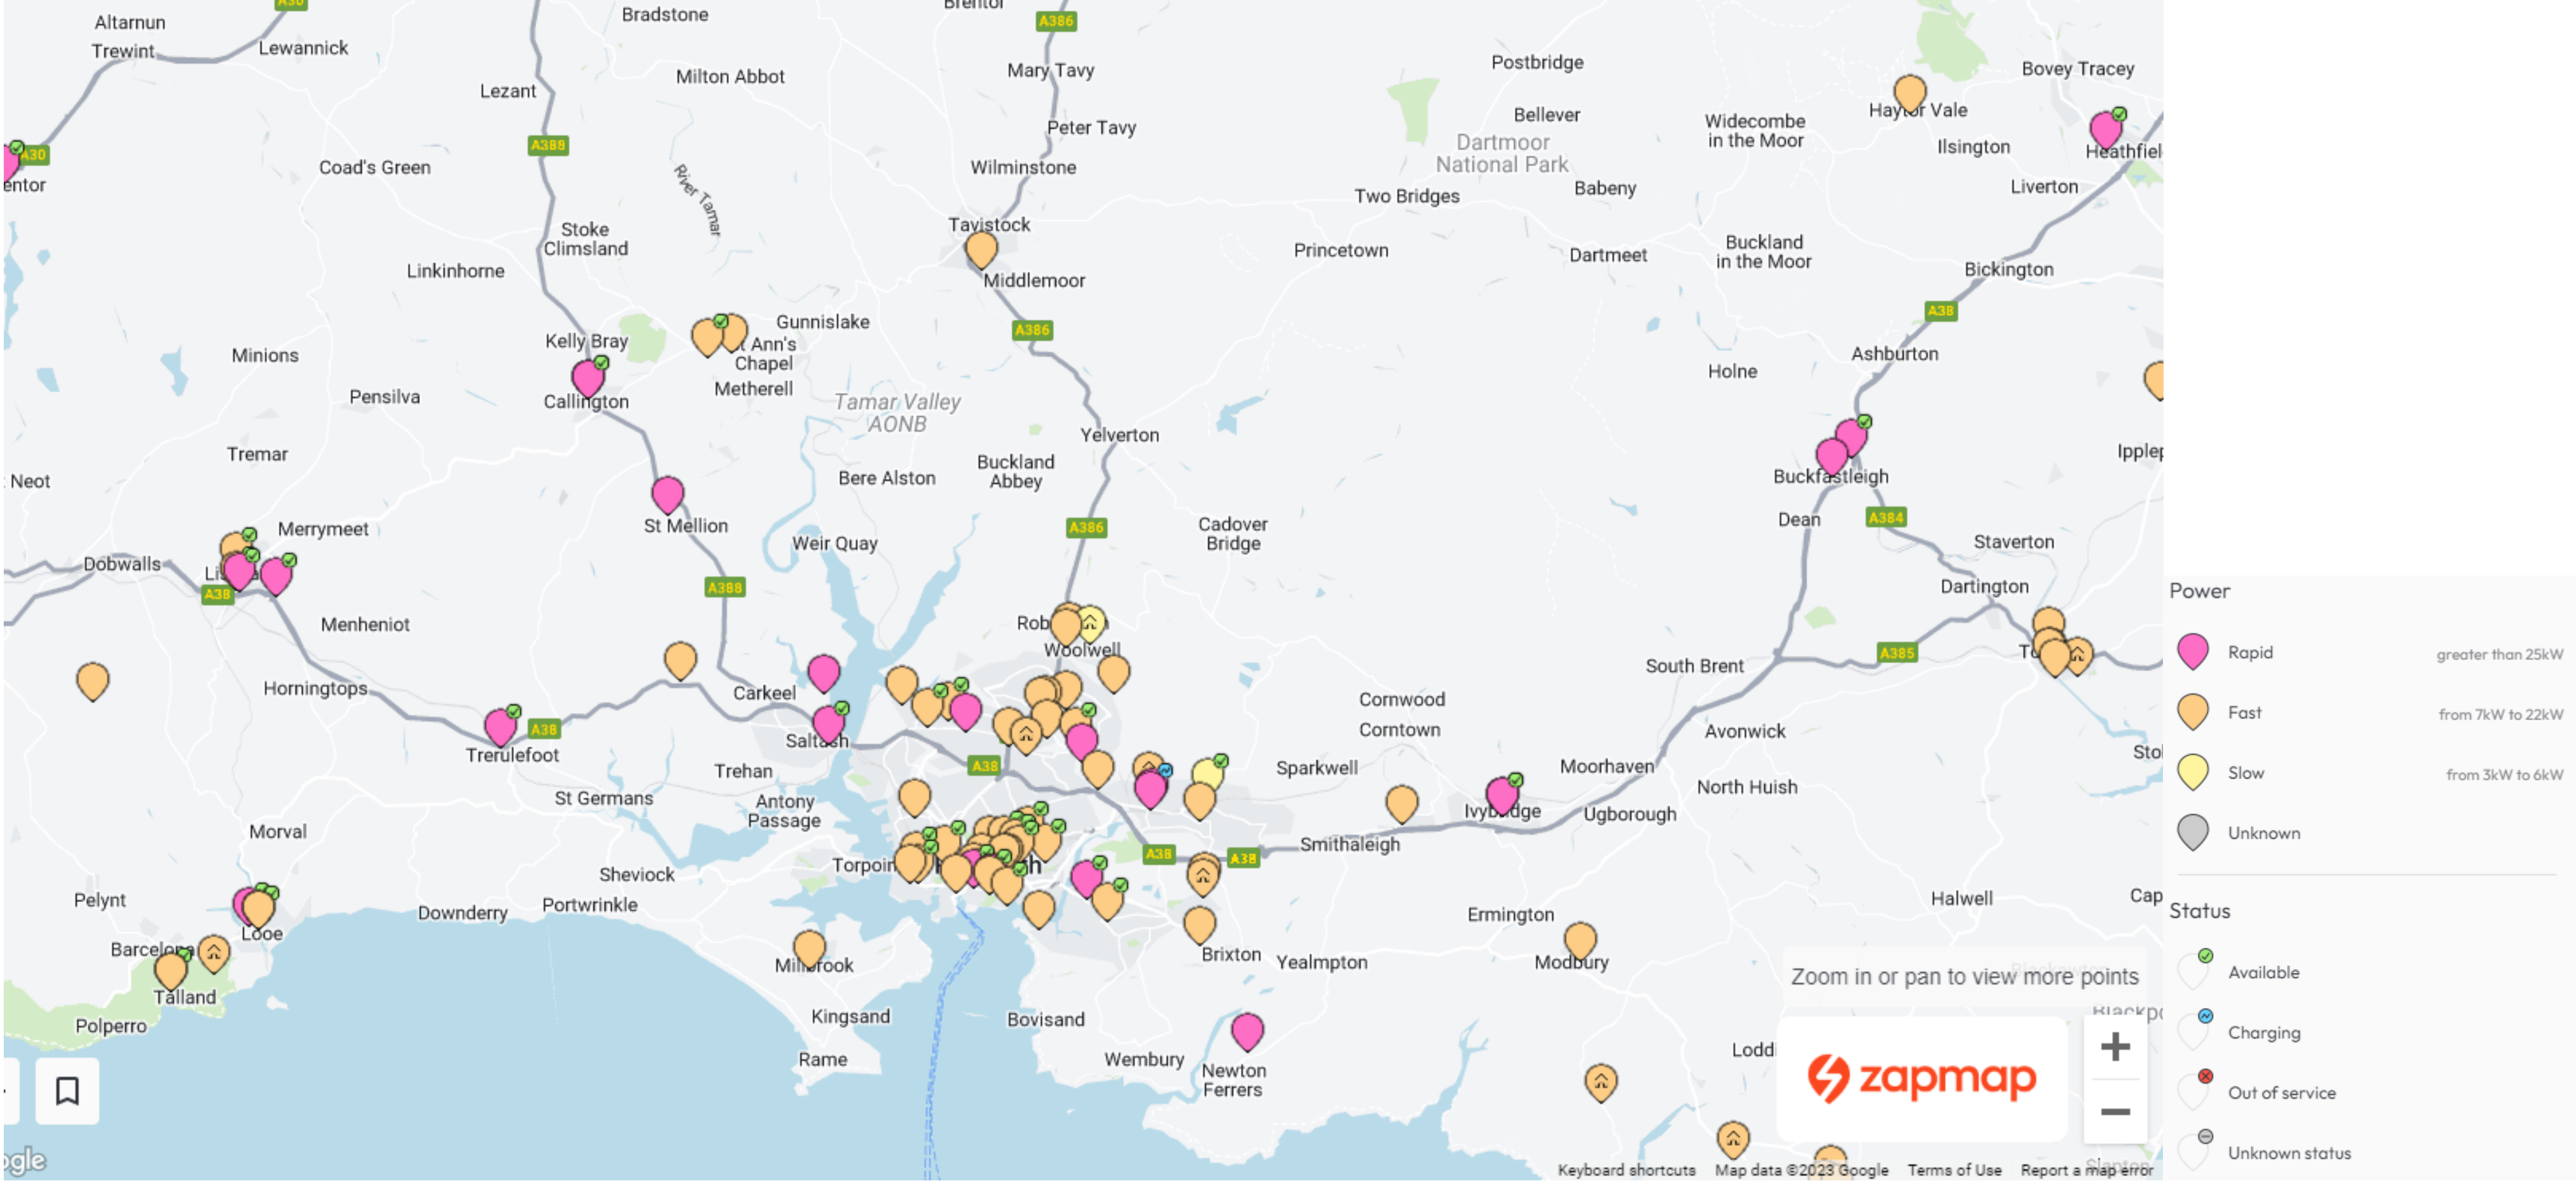 A30
Altarnun
Trewint
Lewannick
Bradstone
A386
Lezant
Milton Abbot
Mary Tavy
Postbridge
Bovey Tracey
Haytor Vale
Bellever
Peter Tavy
Widecombe
in the Moor
Ilsington
A30
A388
Dartmoor
National Park
Coad's Green
Wilminstone
River Tamar
Two Bridges
Babeny
Liverton
Tavistock
Stoke
Climsland
Princetown
Dartmeet
Buckland
in the Moor
Linkinhorne
Middlemoor
Bickington
A38
Gunnislake
A386
Kelly Bray
Minions
Ann's
Chapel
Ashburton
Holne
Metherell
Pensilva
Callington
Tamar Valley
AONB
Yelverton
Tremar
Buckland
Abbey
Bere Alston
Buckfastleigh
Neot
St Mellion
Merrymeet
A386
Cadover
Bridge
Dean
A384
Weir Quay
Staverton
Dobwalls
A38
A388
Dartington
Menheniot
Woolwell
A385
South Brent
Horningtops
Carkeel
Cornwood
Corntown
Avonwick
A38
Saltash
Trerulefoot
A38
Trehan
Sparkwell
Moorhaven
North Huish
St Germans
Antony
Passage
Ivybridge
Ugborough
Morval
Smithaleigh
A38
A38
Sheviock
Pelynt
Downderry
Portwrinkle
Halwell
Looe
Ermington
Brixton
Yealmpton
Modbury
Millbrook
Talland
Polperro
Kingsand
Bovisand
Rame
Wembury
Newton
Ferrers
Zoom in or pan to view more points
zapmap
+
−
Keyboard shortcuts
Map data ©2023 Google
Terms of Use
Report a map error
Power
Rapid greater than 25kW
Fast from 7kW to 22kW
Slow from 3kW to 6kW
Unknown
Status
Available
Charging
Out of service
Unknown status